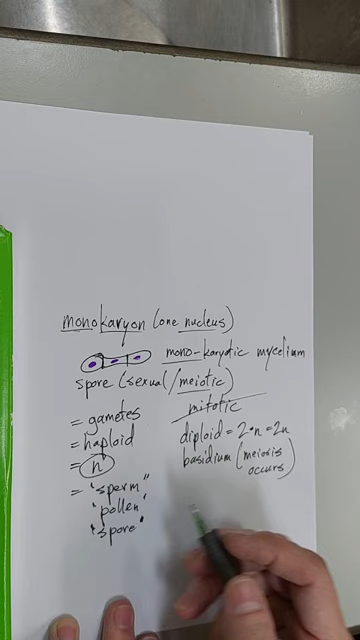 monokaryon (one nucleus)
mono-karyotic mycelium
spore (sexual/meiotic)
= gametes
mitotic
= haploid
diploid = 2*n = 2n
= n
basidium (meiosis
occurs)
= "sperm"
"pollen"
"spore"